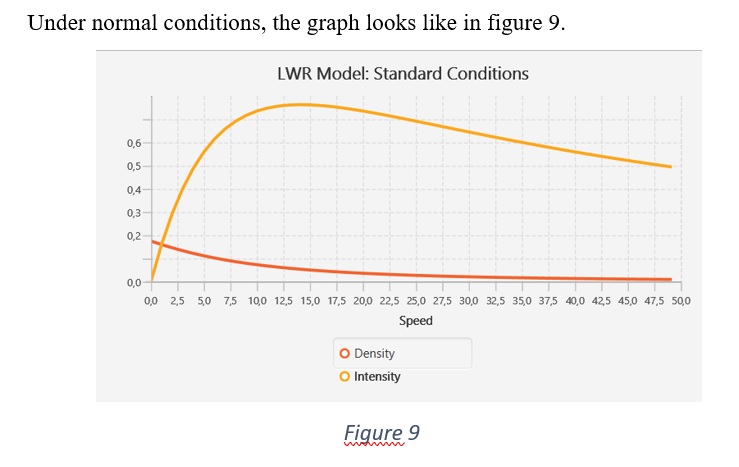 Under normal conditions, the graph looks like in figure 9.
LWR Model: Standard Conditions
0,6
0,5
0,4
0,3
0,2
0,0
0,0 2,5 5,0 7,5 10,0 12,5 15,0 17,5 20,0 22,5 25,0 27,5 30,0 32,5 35,0 37,5 40,0 42,5 45,0 47,5 50,0
Speed
Density
Intensity
Figure 9